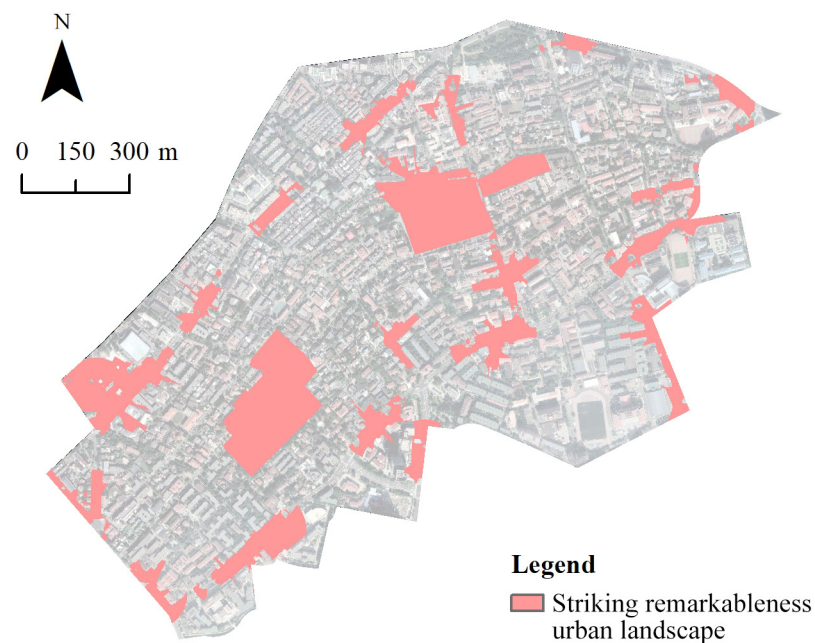 N
0 150 300 m
Legend
Striking remarkableness
urban landscape